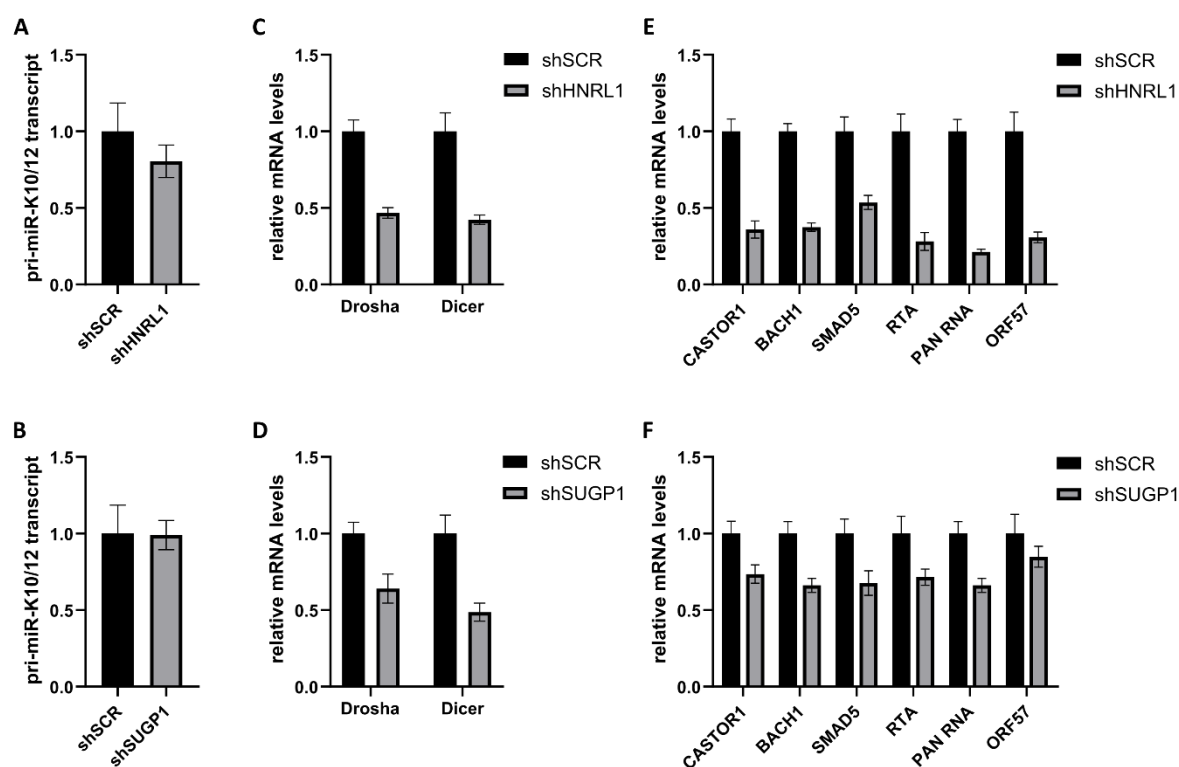 A
pri-miR-K10/12 transcript
1.5
1.0
0.5
0.0
shSCR
shHNRL1
C
relative mRNA levels
1.5
1.0
0.5
0.0
Drosha
Dicer
shSCR
shHNRL1
E
relative mRNA levels
1.5
1.0
0.5
0.0
CASTOR1
BACH1
SMAD5
RTA
PAN RNA
ORF57
shSCR
shHNRL1
B
pri-miR-K10/12 transcript
1.5
1.0
0.5
0.0
shSCR
shSUGP1
D
relative mRNA levels
1.5
1.0
0.5
0.0
Drosha
Dicer
shSCR
shSUGP1
F
relative mRNA levels
1.5
1.0
0.5
0.0
CASTOR1
BACH1
SMAD5
RTA
PAN RNA
ORF57
shSCR
shSUGP1